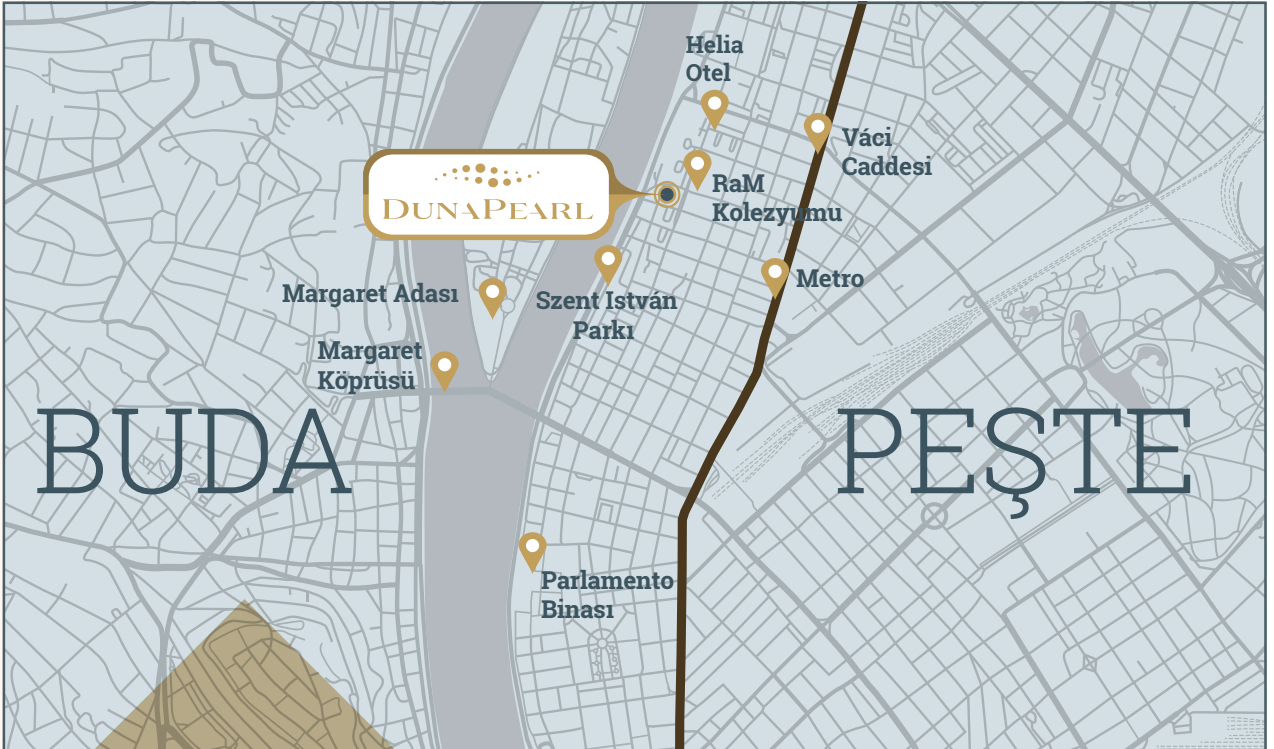 Helia
Otel
Váci
Caddesi
RaM
Kolezyumu
DUNAPEARL
Metro
Margaret Adası
Szent István
Parkı
Margaret
Köprüsü
BUDA
PEŞTE
Parlamento
Binası